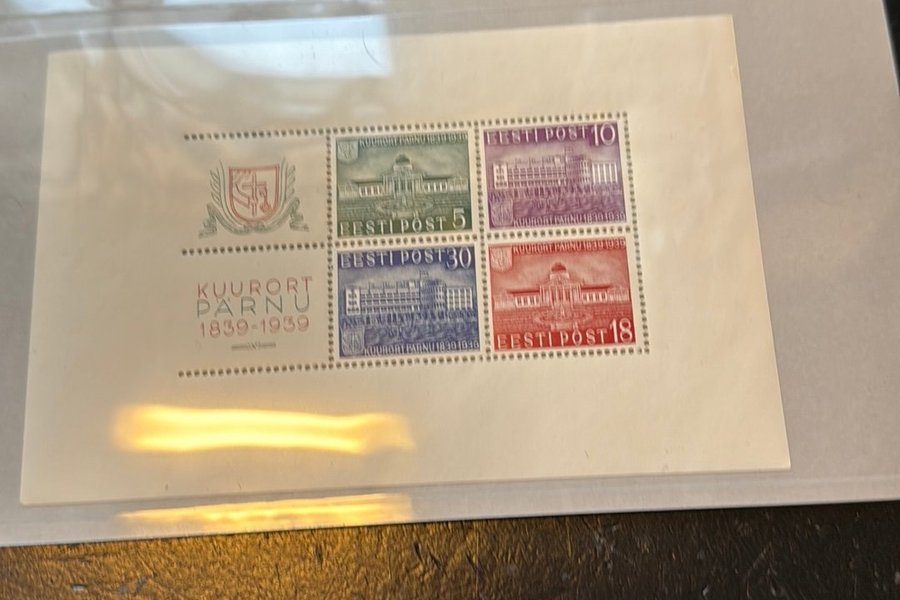 KUURORT
PÄRNU
1839-1939
KUURORT PÄRNU 1839-1939
EESTI POST 5
EESTI POST 10
KUURORT PÄRNU 1839-1939
EESTI POST 30
KUURORT PÄRNU 1839-1939
KUURORT PÄRNU 1839-1939
EESTI POST 18